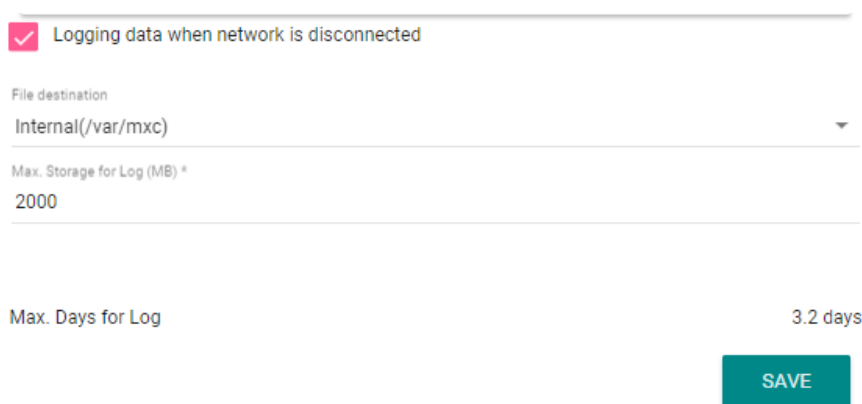 Logging data when network is disconnected
File destination
Internal(/var/mxc)
Max. Storage for Log (MB) *
2000
Max. Days for Log 3.2 days
SAVE